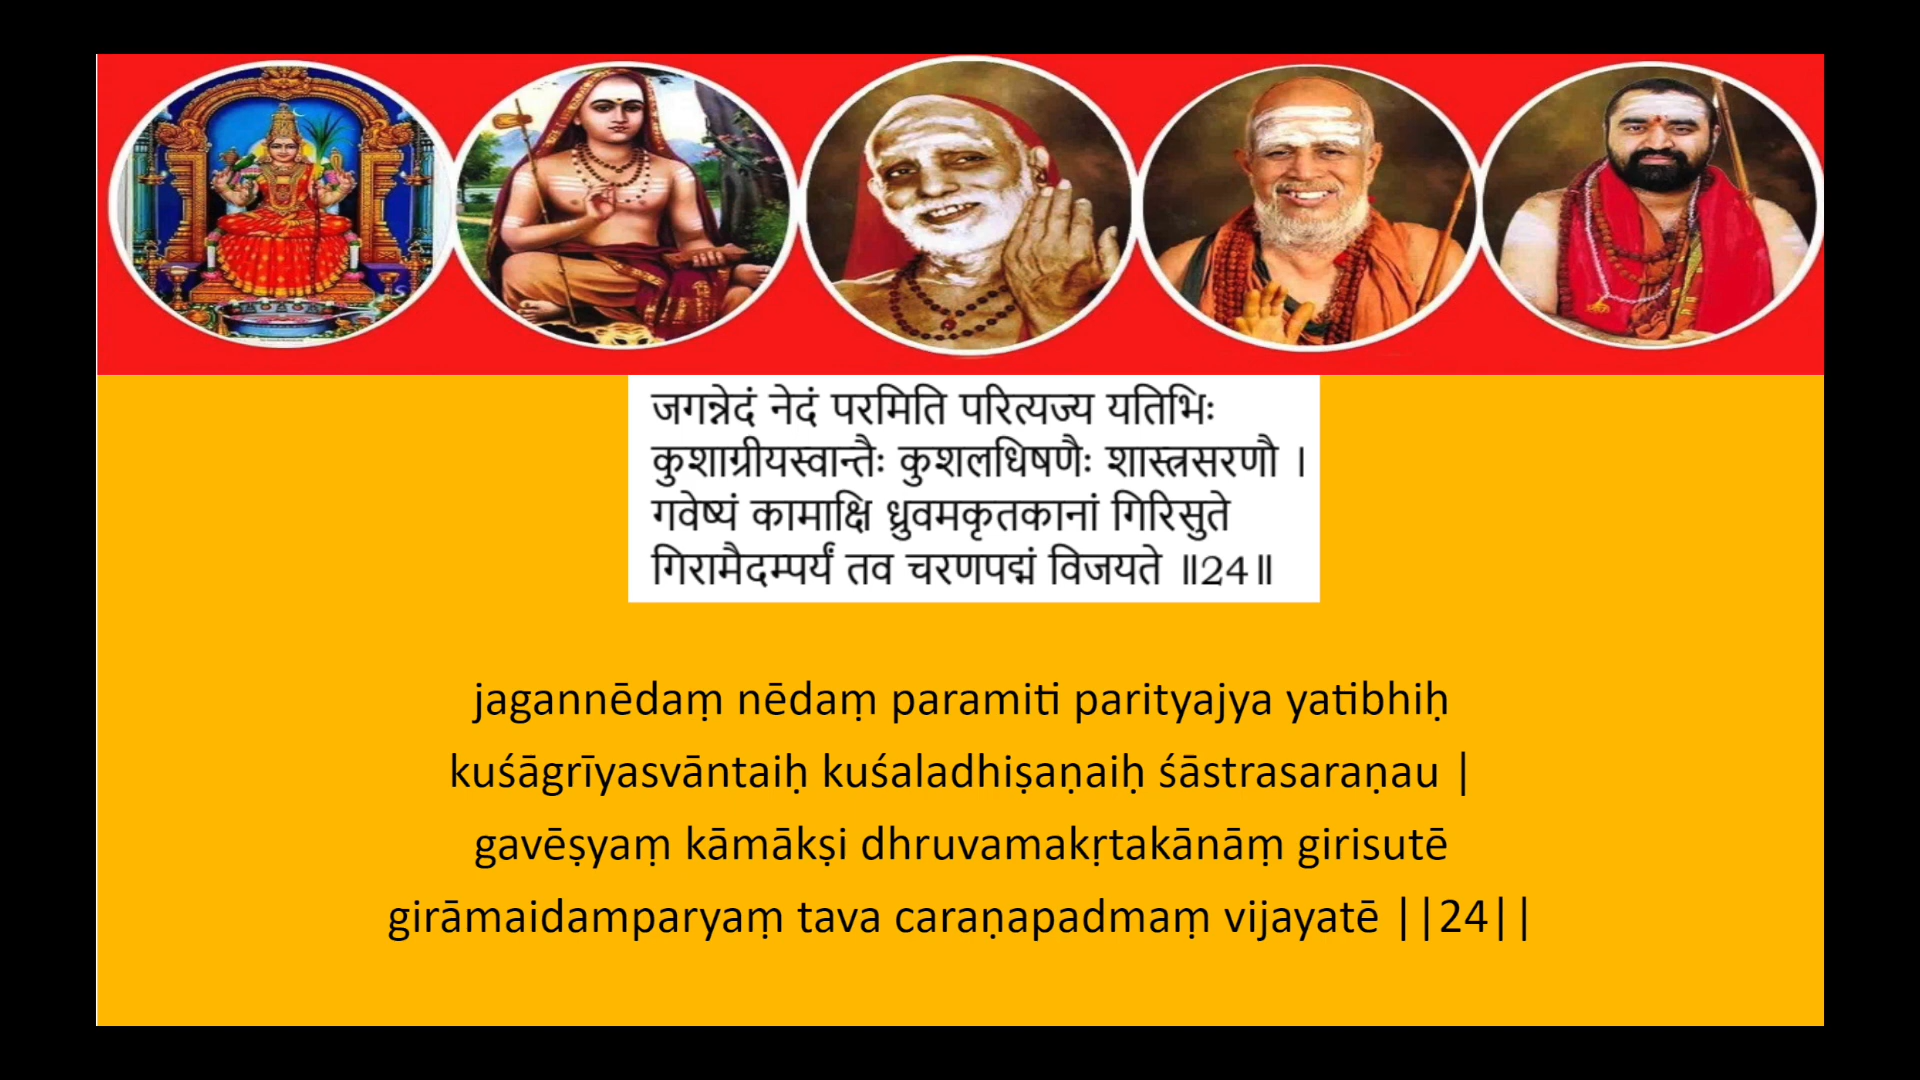 जगन्नेदं नेदं परमिति परित्यज्य यतिभिः
कुशाग्रीयस्वान्तैः कुशलधिषणैः शास्त्रसरणौ ।
गवेष्यं कामाक्षि ध्रुवमकृतकानां गिरिसुते
गिरामैदम्पर्यं तव चरणपद्मं विजयते ॥24॥
jagannēdaṃ nēdaṃ paramiti parityajya yatibhiḥ
kuśāgrīyasvāntaiḥ kuśaladhiṣaṇaiḥ śāstrasaraṇau |
gavēṣyaṃ kāmākṣi dhruvamakṛtakānāṃ girisutē
girāmaidamparyaṃ tava caraṇapadmaṃ vijayatē ||24||